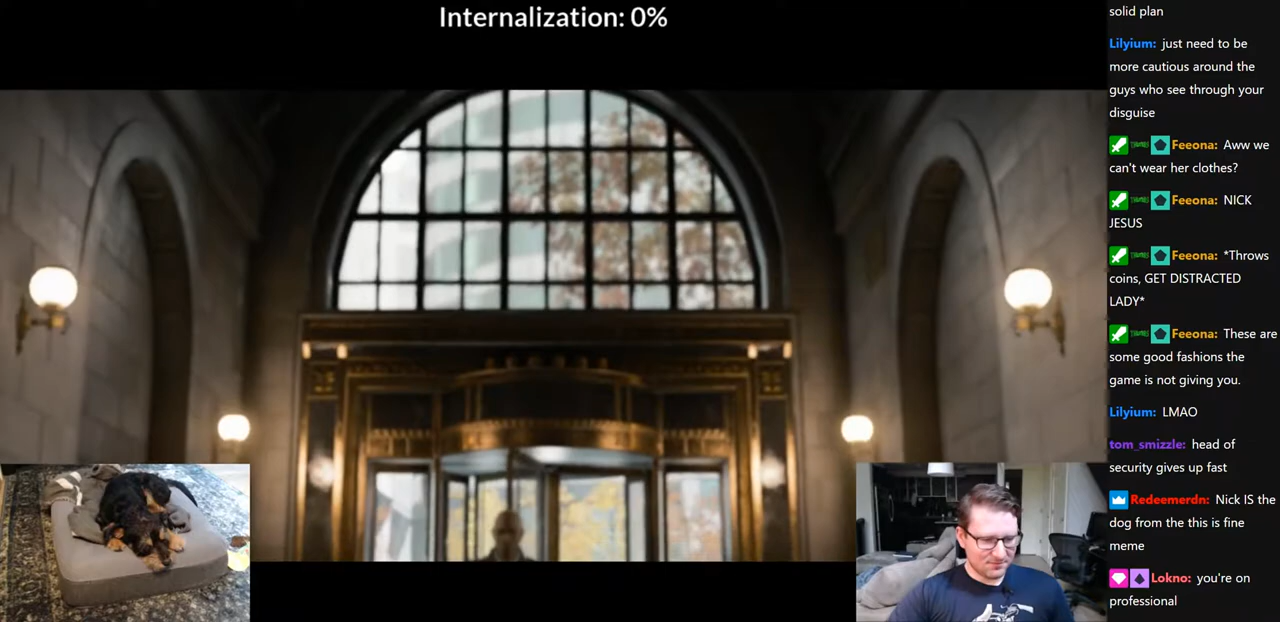 Internalization: 0%
solid plan
Lilyium: just need to
be more cautious around the
guys who see through your
disguise
Feeona: Aww we
can't wear her clothes?
Feeona: NICK
JESUS
Feeona: *Throws
coins, GET DISTRACTED
LADY*
Feeona: These are
some good fashions the
game is not giving you.
Lilyium: LMAO
tom_smizzle: head of
security gives up fast
Redeemerdn: Nick IS the
dog from the this is fine
meme
Lokno: you're on
professional